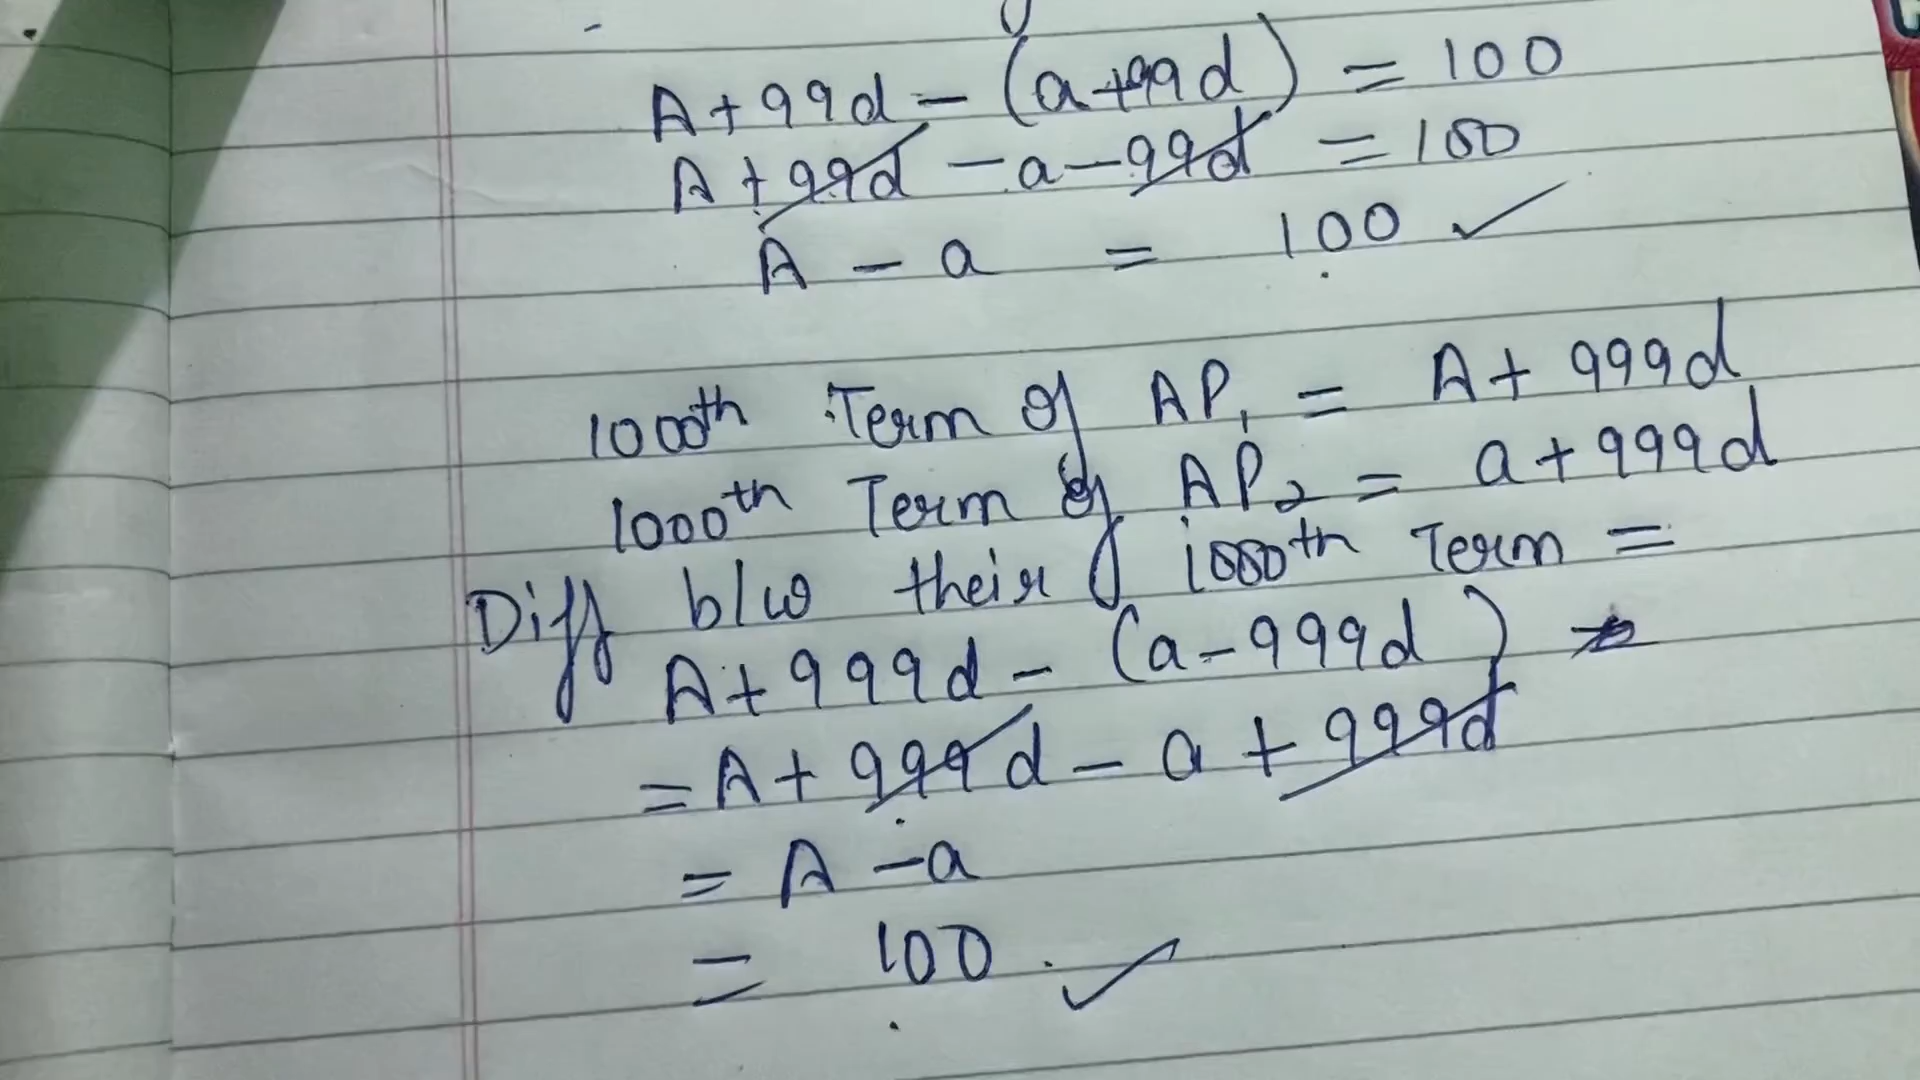 A + 99d - (a+99d) = 100
A + 99d - a - 99d = 100
A - a = 100 ✓
1000th Term of AP1 = A + 999d
1000th Term of AP2 = a + 999d
Diff b/w their 1000th Term =
A + 999d - (a - 999d)
= A + 999d - a + 999d
= A - a
= 100 ✓